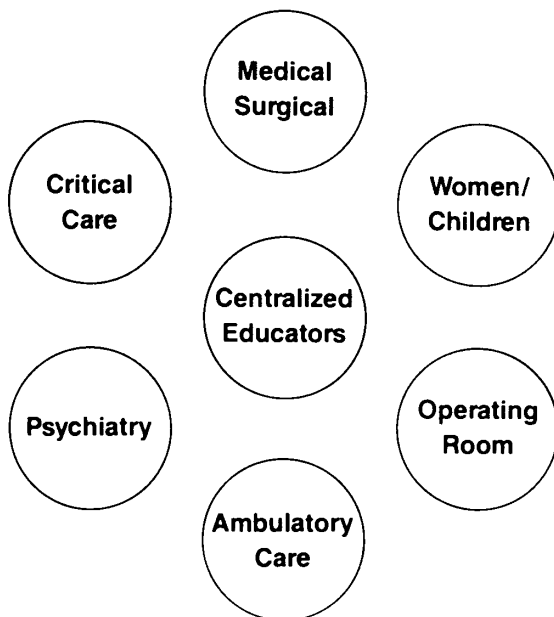 Medical
Surgical
Critical
Care
Women/
Children
Centralized
Educators
Psychiatry
Operating
Room
Ambulatory
Care